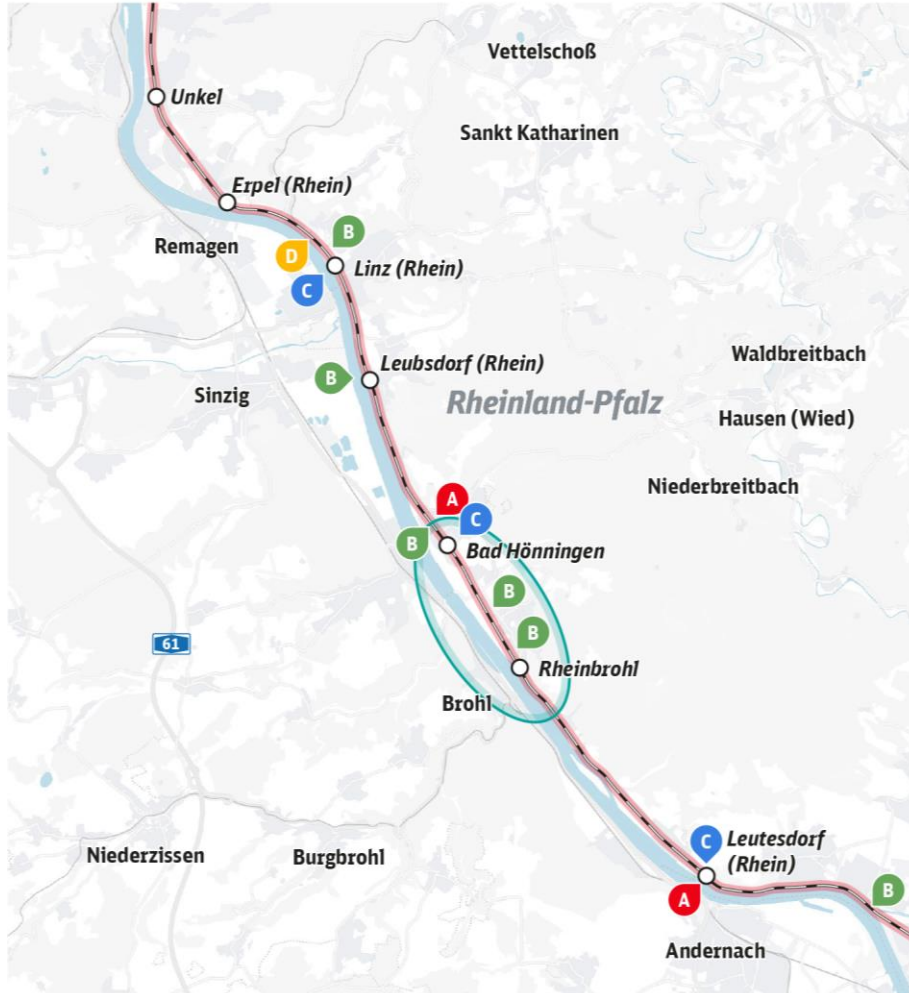 Vettelschoß
Unkel
Sankt Katharinen
Erpel (Rhein)
B
Remagen
D
Linz (Rhein)
C
Waldbreitbach
Leubsdorf (Rhein)
B
Sinzig
Rheinland-Pfalz
Hausen (Wied)
Niederbreitbach
A
C
B
Bad Hönningen
B
B
61
Rheinbrohl
Brohl
C
Leutesdorf
(Rhein)
Niederzissen
Burgbrohl
A
B
Andernach